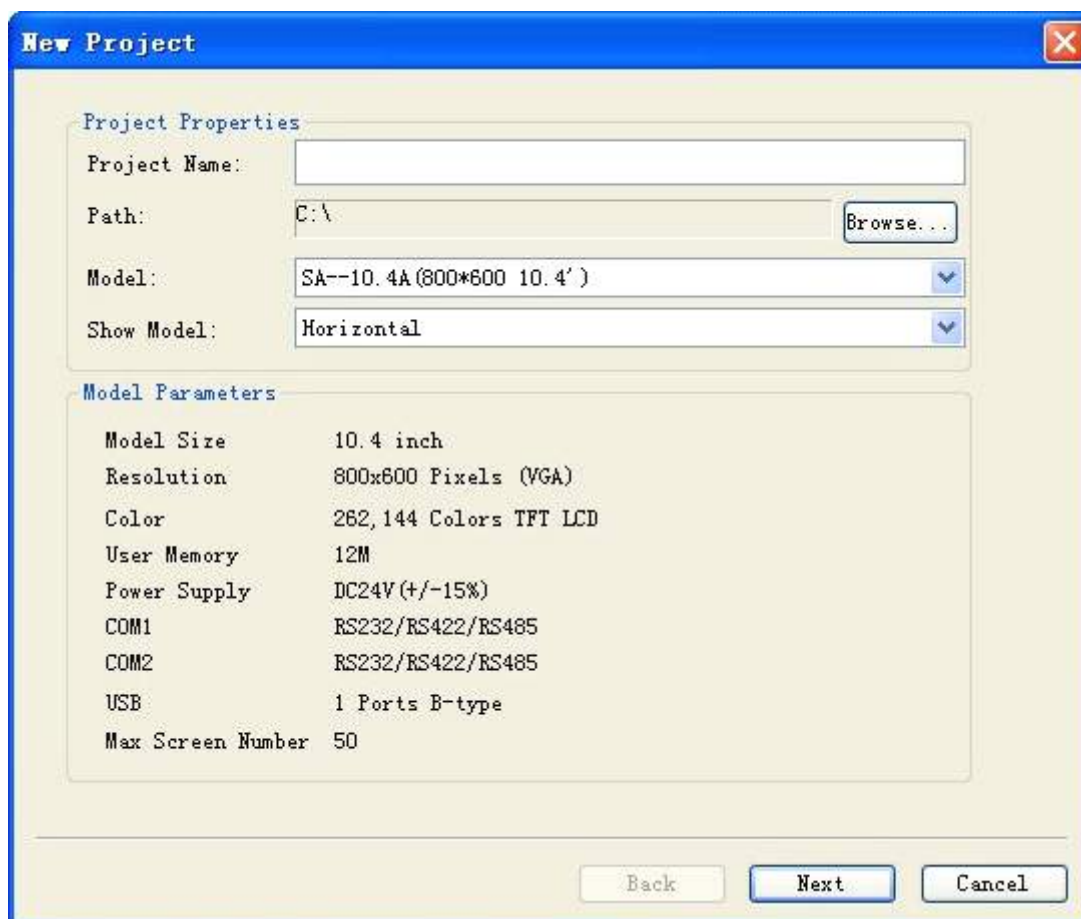 New Project
Project Properties
Project Name:
Path: C:\ Browse...
Model: SA--10.4A(800*600 10.4')
Show Model: Horizontal
Model Parameters
Model Size 10.4 inch
Resolution 800x600 Pixels (VGA)
Color 262,144 Colors TFT LCD
User Memory 12M
Power Supply DC24V(+/-15%)
COM1 RS232/RS422/RS485
COM2 RS232/RS422/RS485
USB 1 Ports B-type
Max Screen Number 50
Back Next Cancel